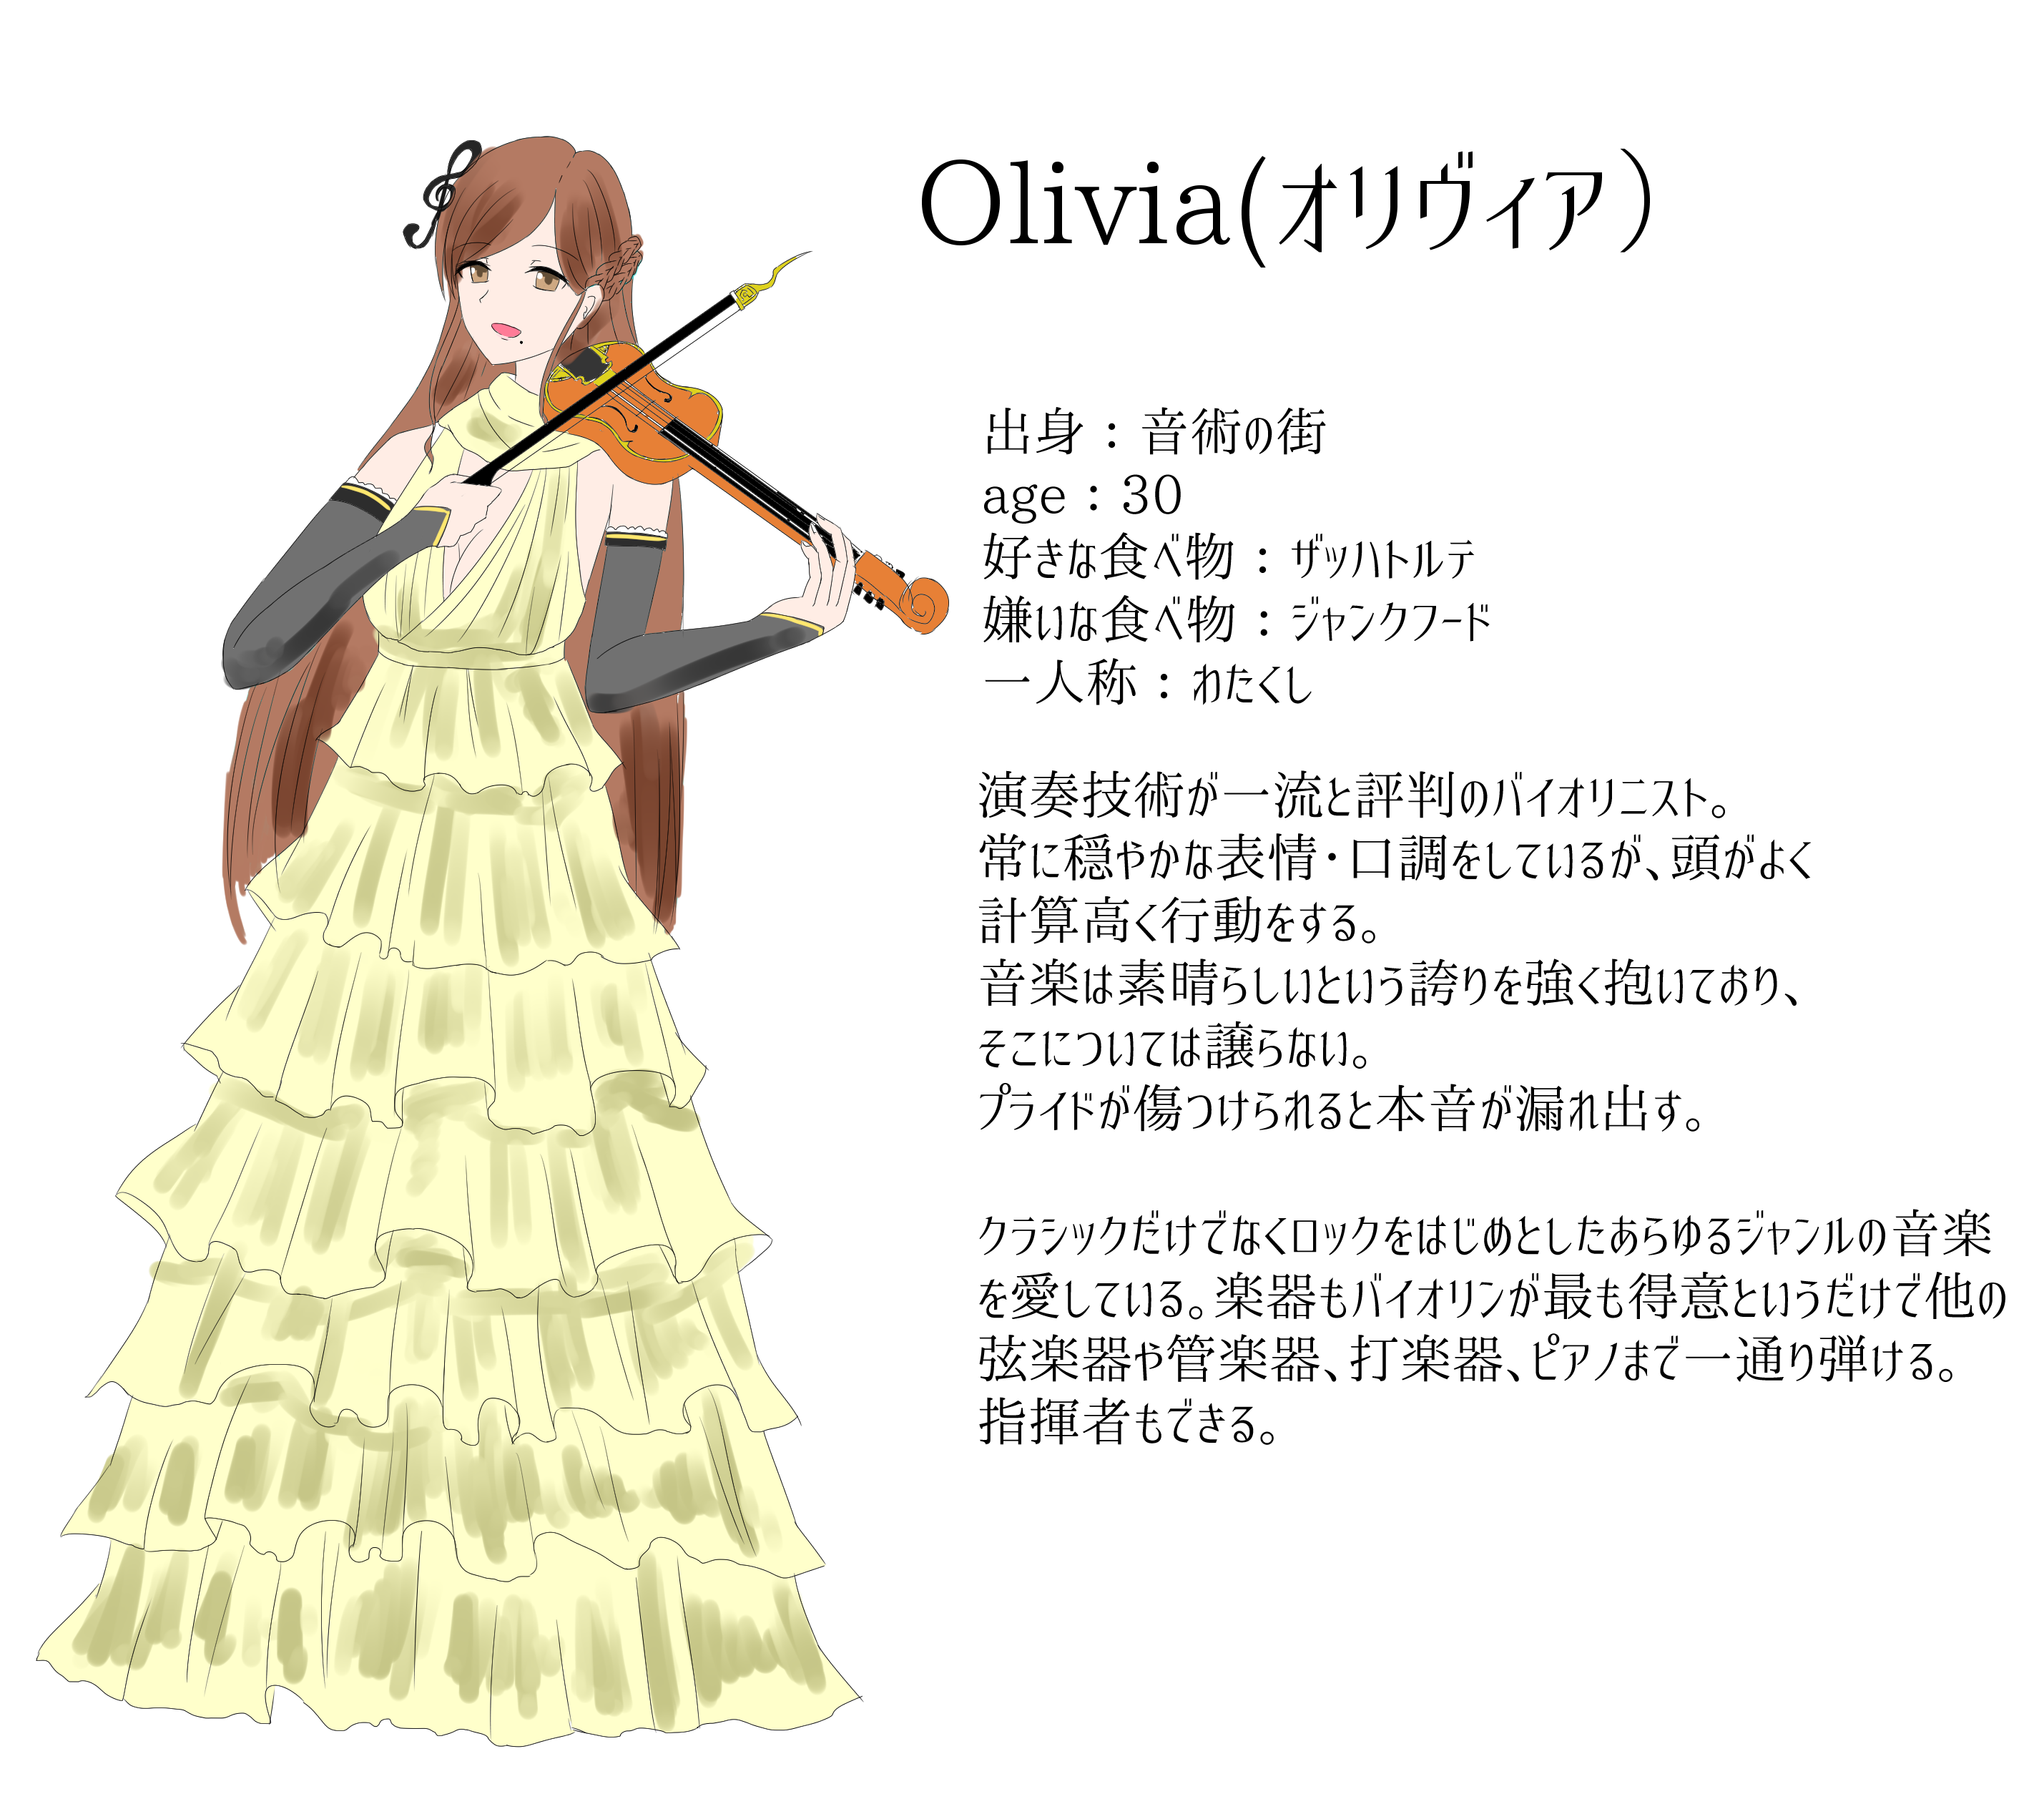 Olivia(オリヴィア)
出身：音術の街
age：30
好きな食べ物：ザッハトルテ
嫌いな食べ物：ジャンクフード
一人称：わたくし
演奏技術が一流と評判のバイオリニスト。
常に穏やかな表情・口調をしているが、頭がよく
計算高く行動をする。
音楽は素晴らしいという誇りを強く抱いており、
そこについては譲らない。
プライドが傷つけられると本音が漏れ出す。
クラシックだけでなくロックをはじめとしたあらゆるジャンルの音楽
を愛している。楽器もバイオリンが最も得意というだけで他の
弦楽器や管楽器、打楽器、ピアノまで一通り弾ける。
指揮者もできる。